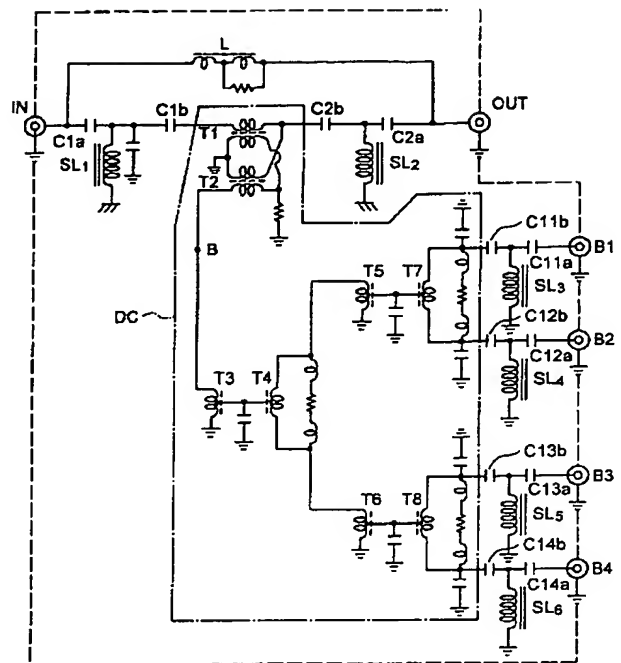 L
IN
OUT
C1a
C1b
T1
C2b
C2a
SL1
T2
SL2
B
DC
T5
T7
C11b
B1
C11a
SL3
C12b
B2
C12a
SL4
T3
T4
C13b
B3
T6
T8
C13a
SL5
C14b
B4
C14a
SL6